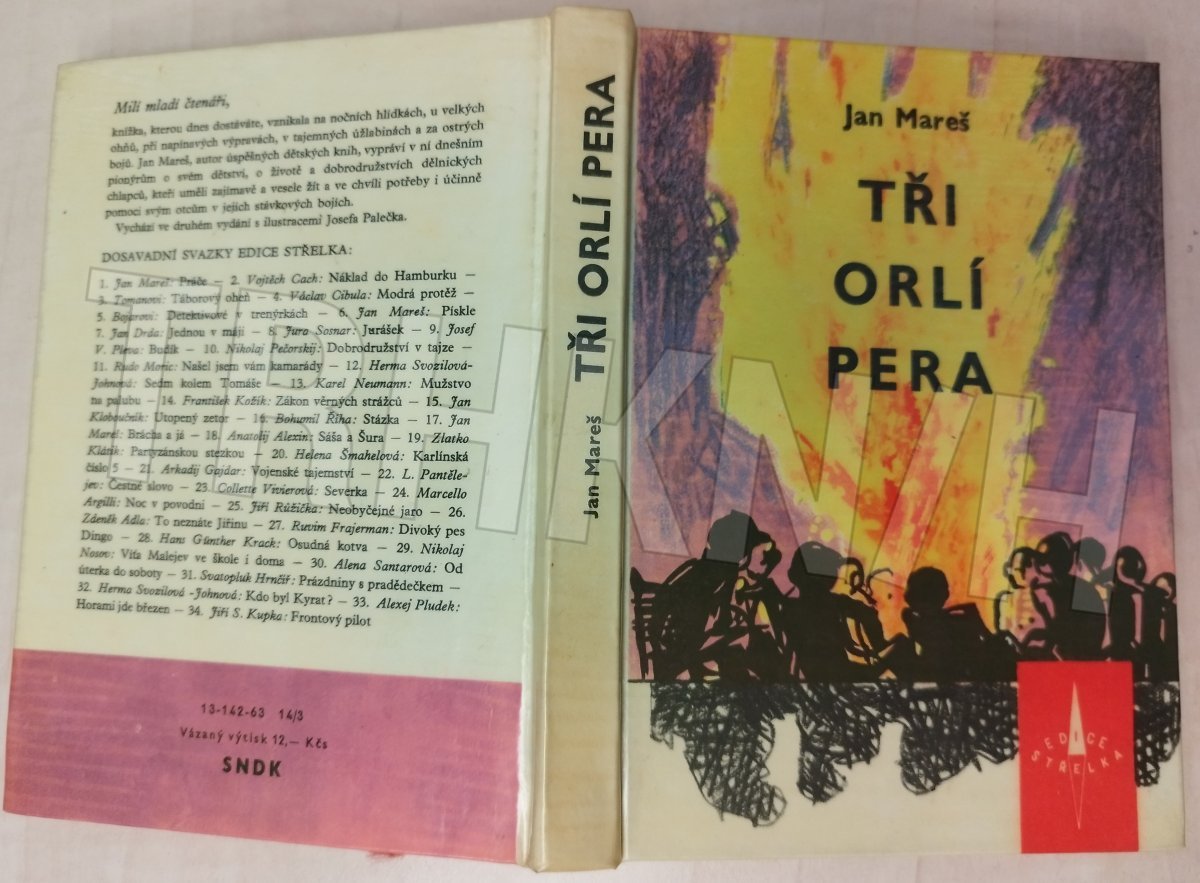 Milí mladí čtenáři,
knížka, kterou dnes dostáváte, vznikala na nočních hlídkách, u velkých
ohňů, při napínavých výpravách, v tajemných úžlabinách a za ostrých
bojů. Jan Mareš, autor úspěšných dětských knih, vypráví v ní dnešním
pionýrům o svém dětství, o životě a dobrodružstvích dělnických
chlapců, kteří uměli zajímavě a vesele žít a ve chvíli potřeby i účinně
pomoci svým otcům v jejich stávkových bojích.
Vychází ve druhém vydání s ilustracemi Josefa Palečka.
DOSAVADNÍ SVAZKY EDICE STŘELKA:
1. Jan Mareš: Práče — 2. Vojtěch Cach: Náklad do Hamburku —
3. Tomanovi: Táborový oheň — 4. Václav Cibula: Modrá protěž —
5. Bojarovi: Detektivové v trenýrkách — 6. Jan Mareš: Pískle
7. Jan Drda: Jednou v máji — 8. Jura Sosnar: Jurášek — 9. Josef
V. Pleva: Budík — 10. Nikolaj Pečorskij: Dobrodružství v tajze —
11. Rudo Moric: Našel jsem vám kamarády — 12. Herma Svozilová-
Johnová: Sedm kolem Tomáše — 13. Karel Neumann: Mužstvo
na palubu — 14. František Kožík: Zákon věrných strážců — 15. Jan
Kloboučník: Utopený zetor — 16. Bohumil Říha: Stázka — 17. Jan
Mareš: Brácha a já — 18. Anatolij Alexin: Sáša a Šura — 19. Zlatko
Klátik: Partyzánskou stezkou — 20. Helena Šmahelová: Karlínská
číslo 5 — 21. Arkadij Gajdar: Vojenské tajemství — 22. L. Pantěle-
jev: Čestné slovo — 23. Collette Vivierová: Severka — 24. Marcello
Argilli: Noc v povodni — 25. Jiří Růžička: Neobyčejné jaro — 26.
Zdeněk Adla: To neznáte Jiřinu — 27. Ruvim Frajerman: Divoký pes
Dingo — 28. Hans Günther Krack: Osudná kotva — 29. Nikolaj
Nosov: Víťa Malejev ve škole i doma — 30. Alena Santarová: Od
úterka do soboty — 31. Svatopluk Hrnčíř: Prázdniny s pradědečkem —
32. Herma Svozilová-Johnová: Kdo byl Kyrat? — 33. Alexej Pludek:
Horami jde březen — 34. Jiří S. Kupka: Frontový pilot
13-142-63 14/3
Vázaný výtisk 12,— Kčs
SNDK
Jan Mareš TŘI ORLÍ PERA
Jan Mareš
TŘI
ORLÍ
PERA
EDICE
STŘELKA